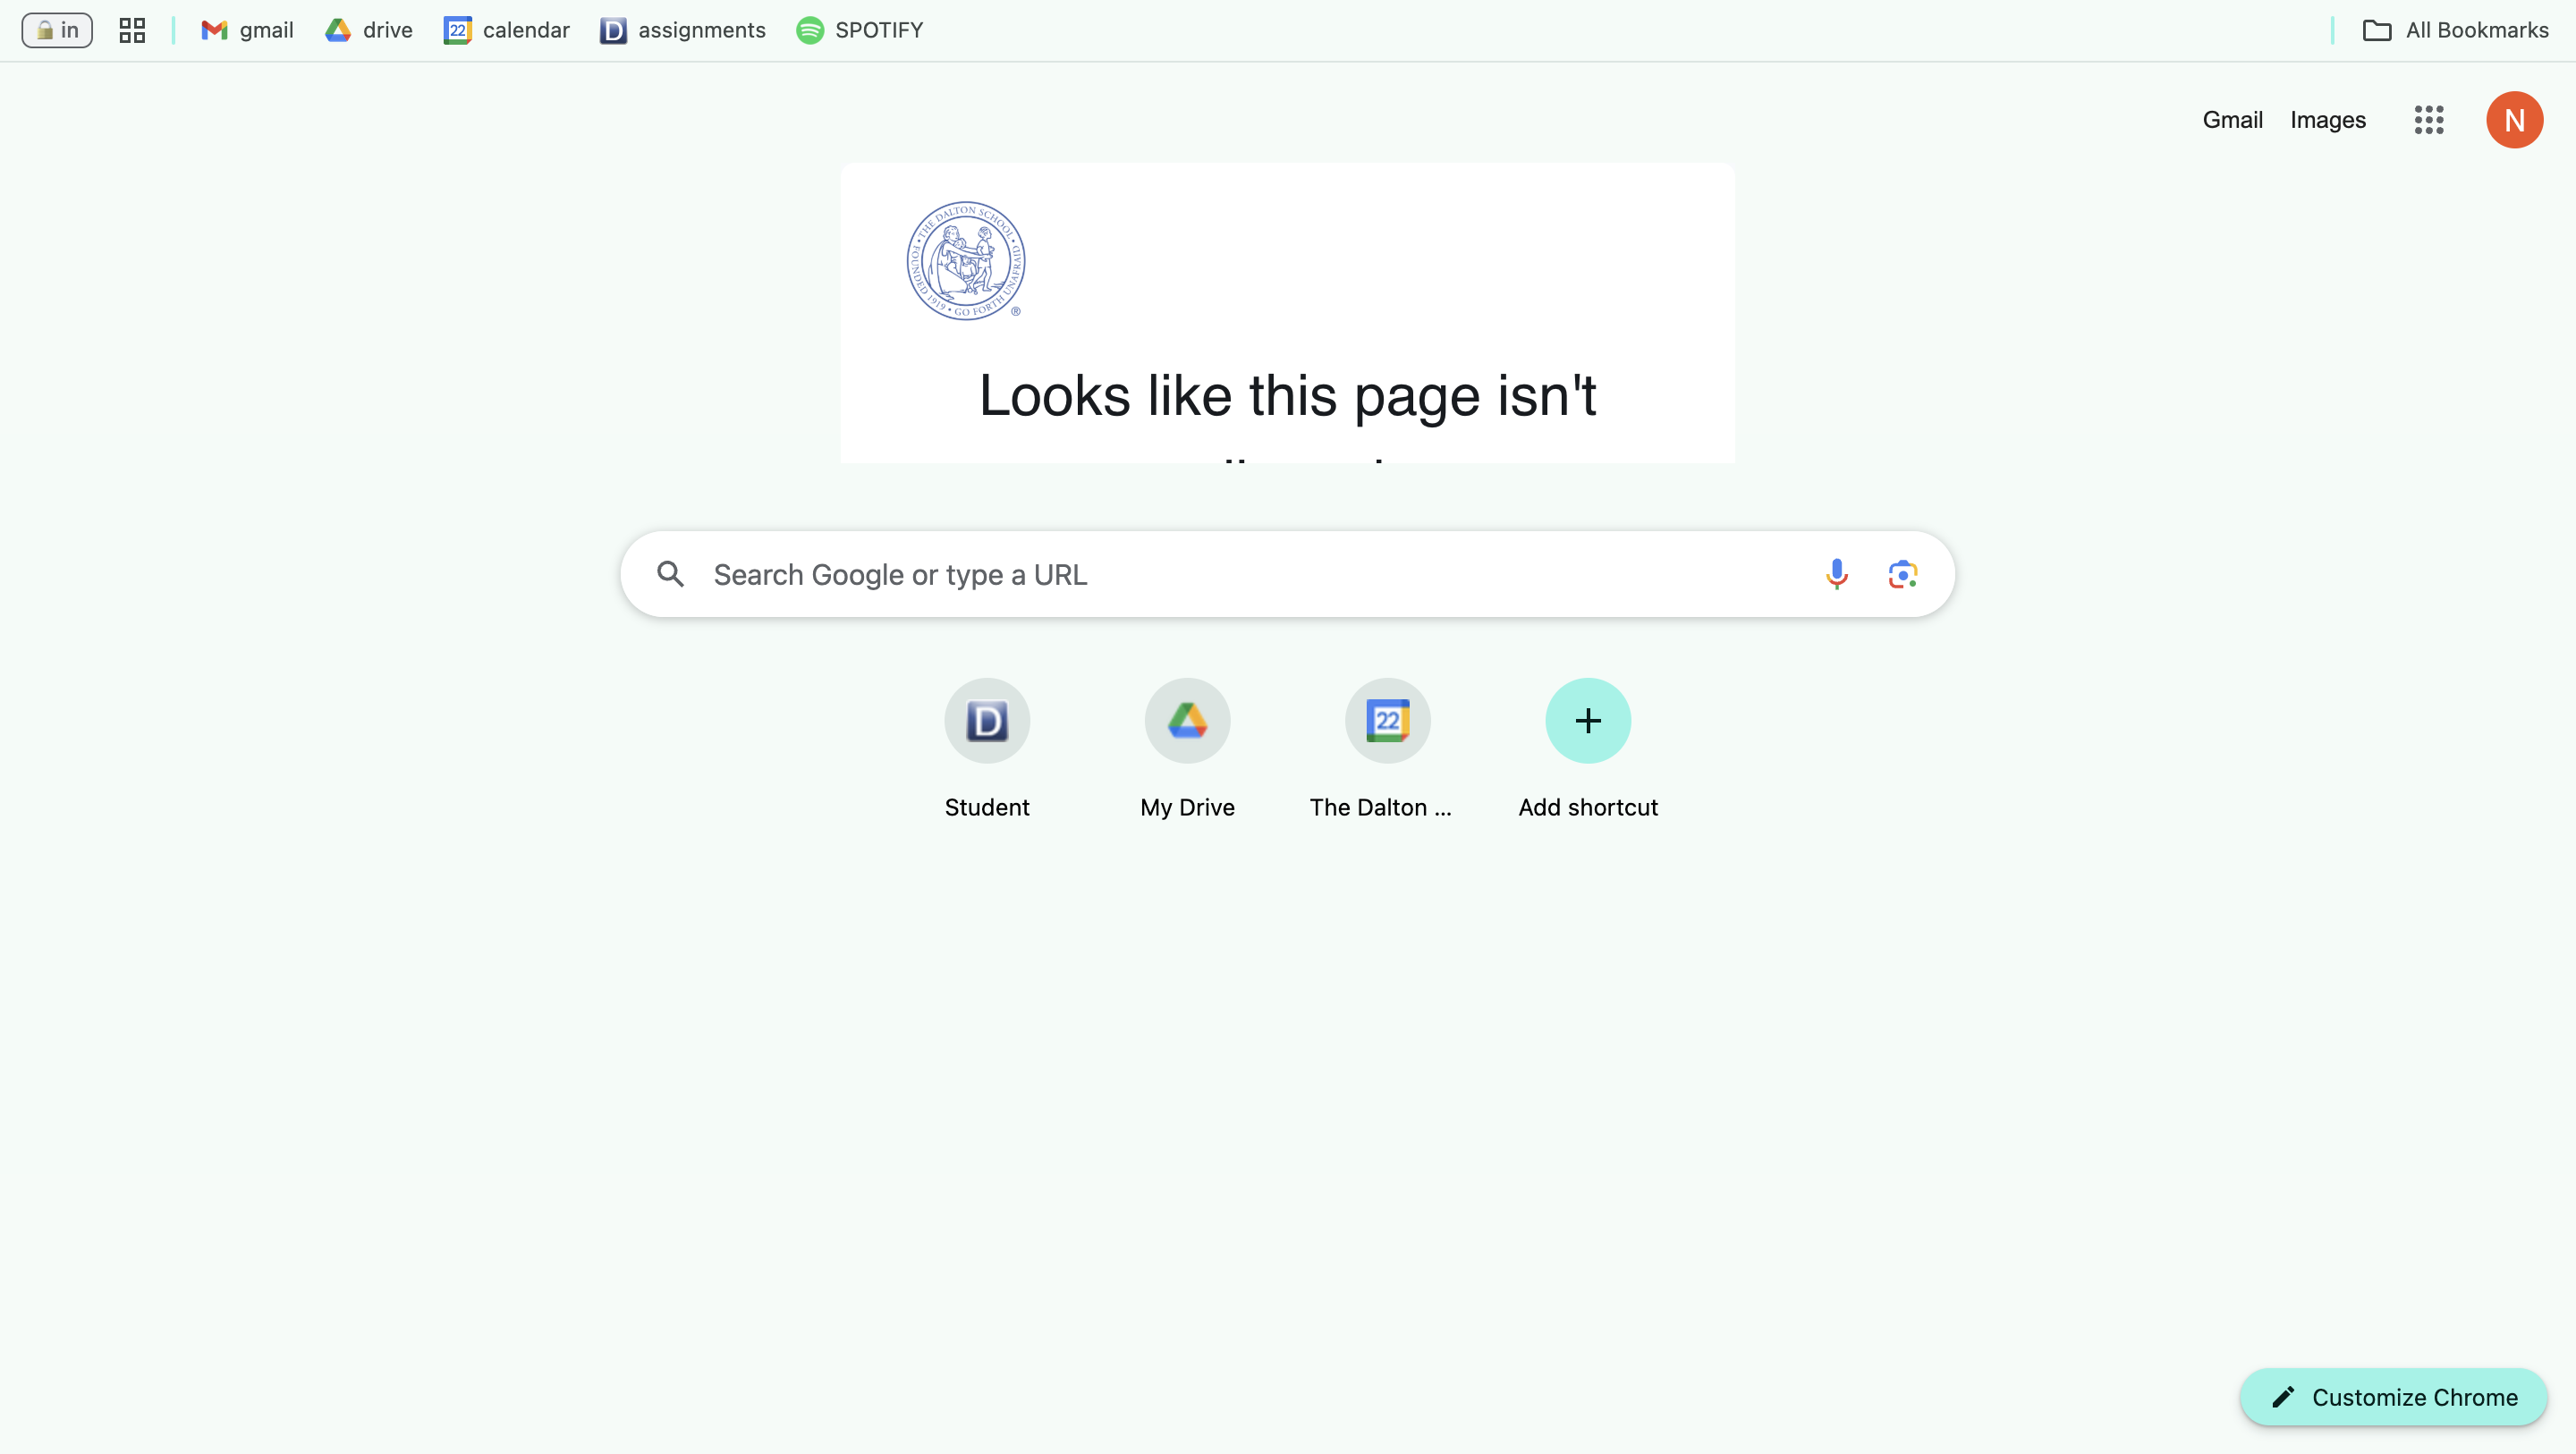 in
gmail
drive
22
calendar
D
assignments
SPOTIFY
All Bookmarks
Gmail
Images
N
THE DALTON SCHOOL • FOUNDED 1919 • GO FORTH UNAFRAID •
®
Looks like this page isn't
Search Google or type a URL
D
22
Student
My Drive
The Dalton ...
Add shortcut
Customize Chrome